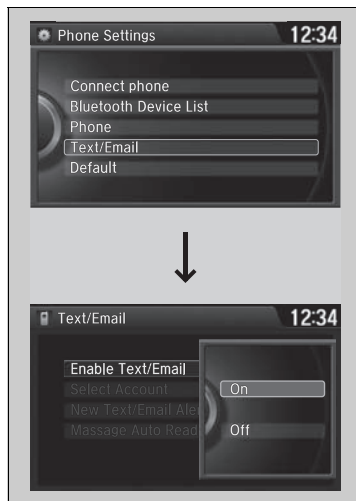 Phone Settings
12:34
Connect phone
Bluetooth Device List
Phone
Text/Email
Default
Text/Email
12:34
Enable Text/Email
On
Select Account
New Text/Email Aler
Massage Auto Read
Off